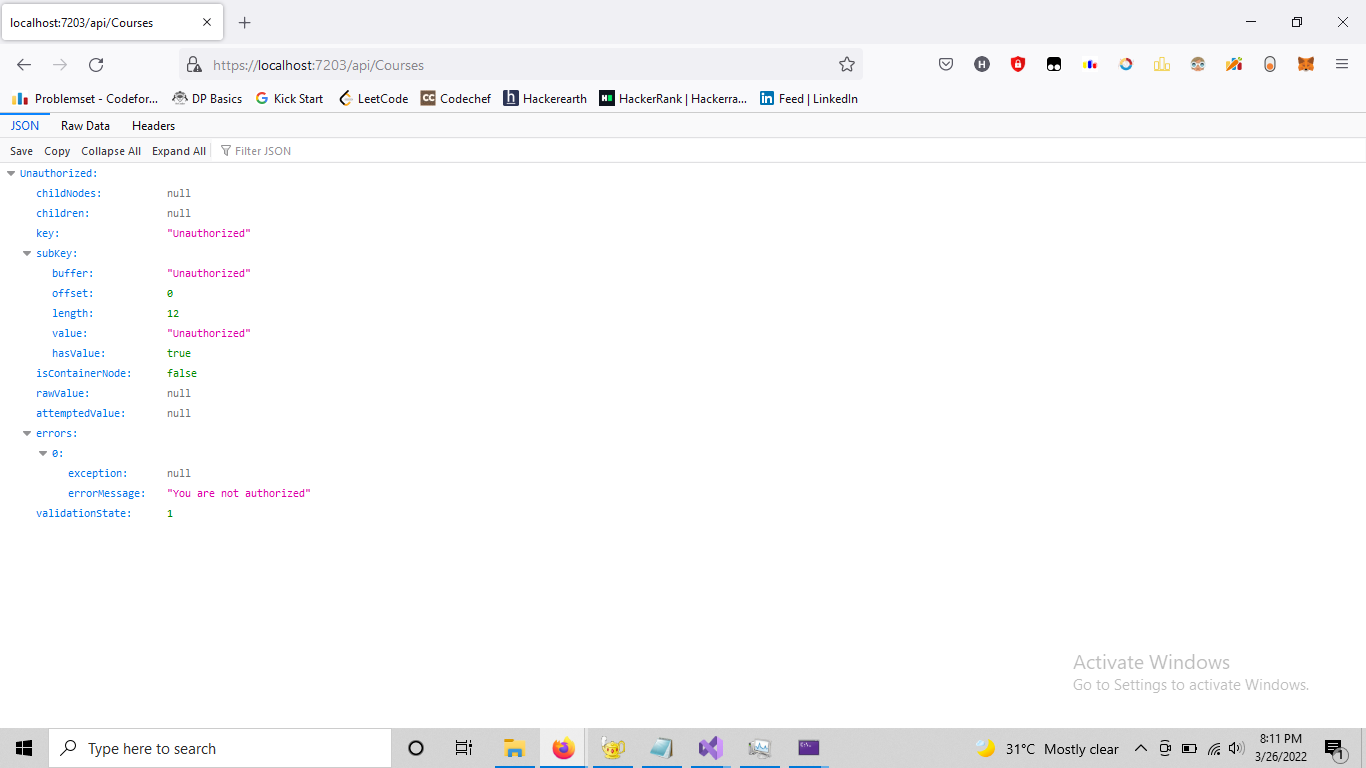 localhost:7203/api/Courses
https://localhost:7203/api/Courses
Problemset - Codefor... DP Basics Kick Start LeetCode Codechef Hackerearth HackerRank | Hackerra... Feed | LinkedIn
JSON Raw Data Headers
Save Copy Collapse All Expand All Filter JSON
Unauthorized:
childNodes: null
children: null
key: "Unauthorized"
subKey:
buffer: "Unauthorized"
offset: 0
length: 12
value: "Unauthorized"
hasValue: true
isContainerNode: false
rawValue: null
attemptedValue: null
errors:
0:
exception: null
errorMessage: "You are not authorized"
validationState: 1
Activate Windows
Go to Settings to activate Windows.
Type here to search
31°C Mostly clear
8:11 PM
3/26/2022
1